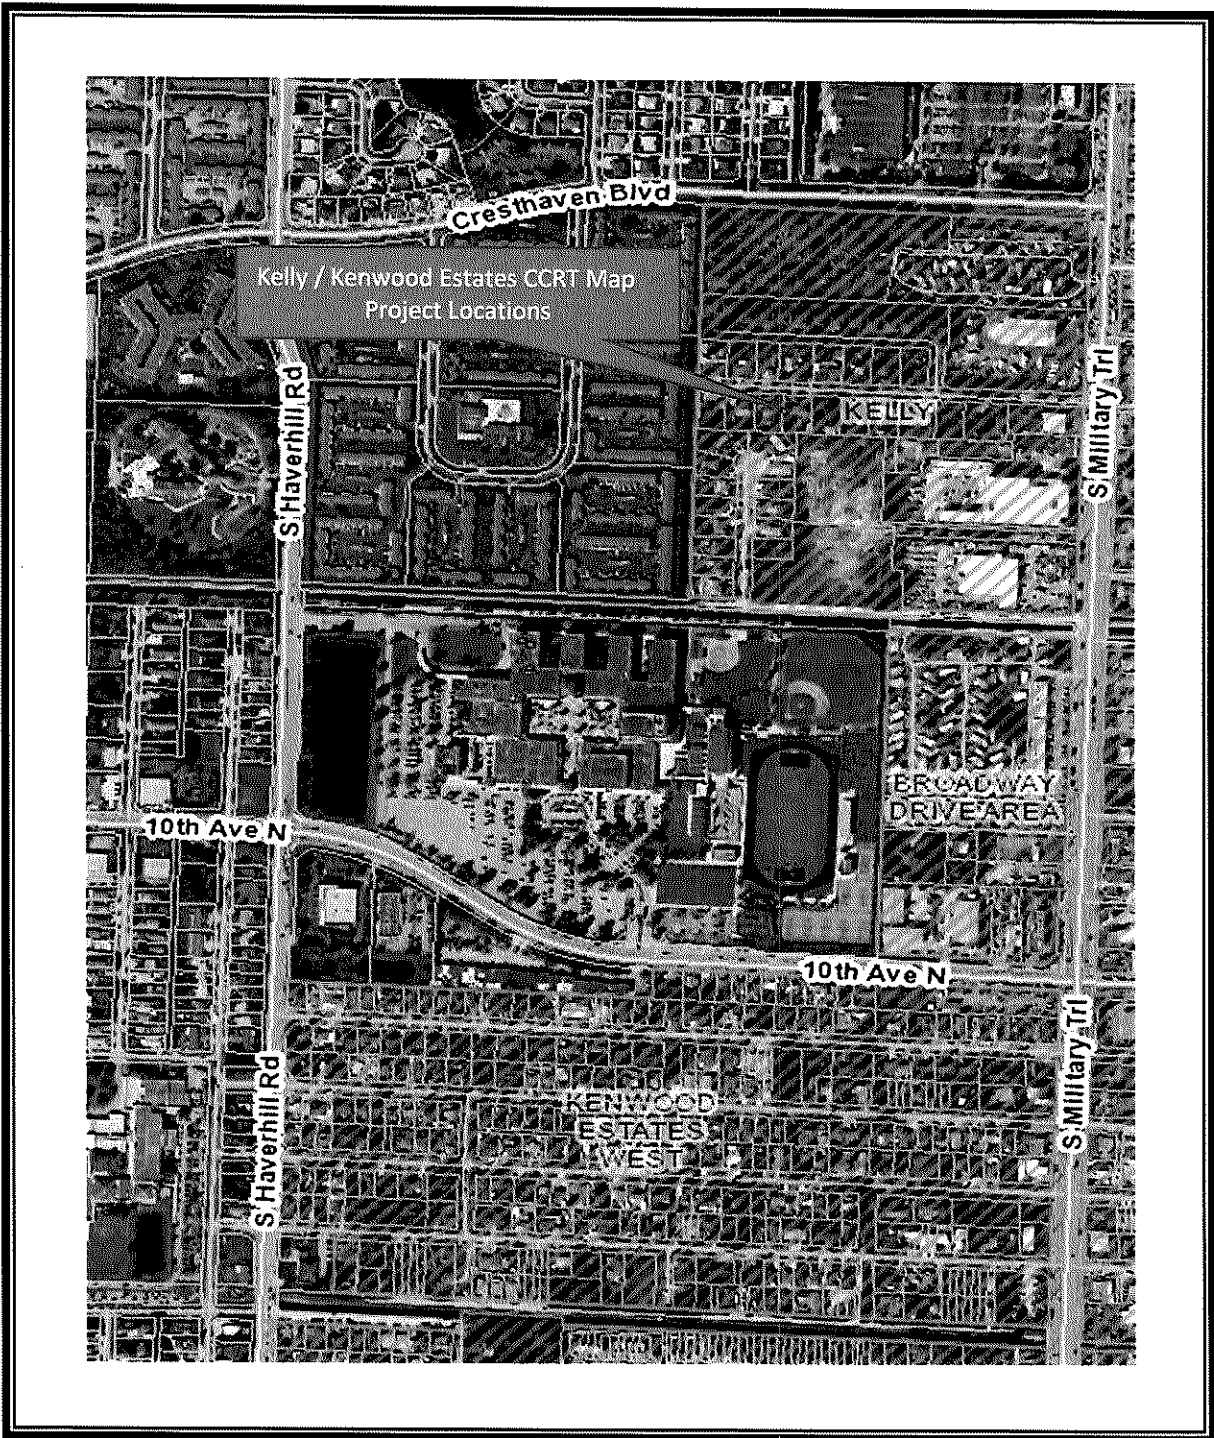 Cresthaven Blvd
Kelly / Kenwood Estates CCRT Map
Project Locations
S Haverhill Rd
KELLY
S Military Trl
BROADWAY
DRIVE AREA
10th Ave N
10th Ave N
S Haverhill Rd
KENWOOD
ESTATES
WEST
S Military Trl